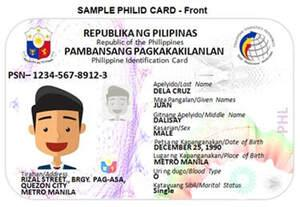 SAMPLE PHILID CARD - Front
REPUBLIKA NG PILIPINAS
Republic of the Philippines
PAMBANSANG PAGKAKAKILANLAN
Philippine Identification Card
PSN– 1234-567-8912-3
Apelyido/Last Name
DELA CRUZ
Mga Pangalan/Given Names
JUAN
Gitnang Apelyido/Middle Name
DALISAY
Kasarian/Sex
MALE
Petsa ng Kapanganakan/Date of Birth
DECEMBER 25, 1990
Lugar ng Kapanganakan/Place of Birth
METRO MANILA
Uri ng dugo/Blood Type
O
Katayuang Sibil/Marital Status
Single
Tirahan/Address
RIZAL STREET., BRGY. PAG-ASA,
QUEZON CITY
METRO MANILA
PHL